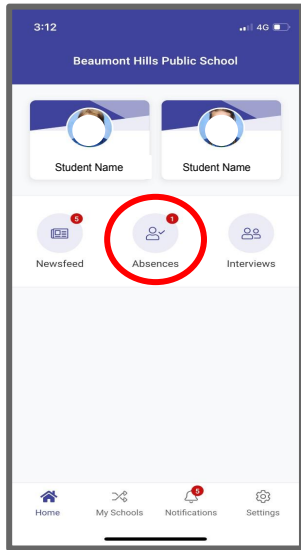 3:12 4G
Beaumont Hills Public School
Student Name Student Name
5 1
Newsfeed Absences Interviews
5
Home My Schools Notifications Settings